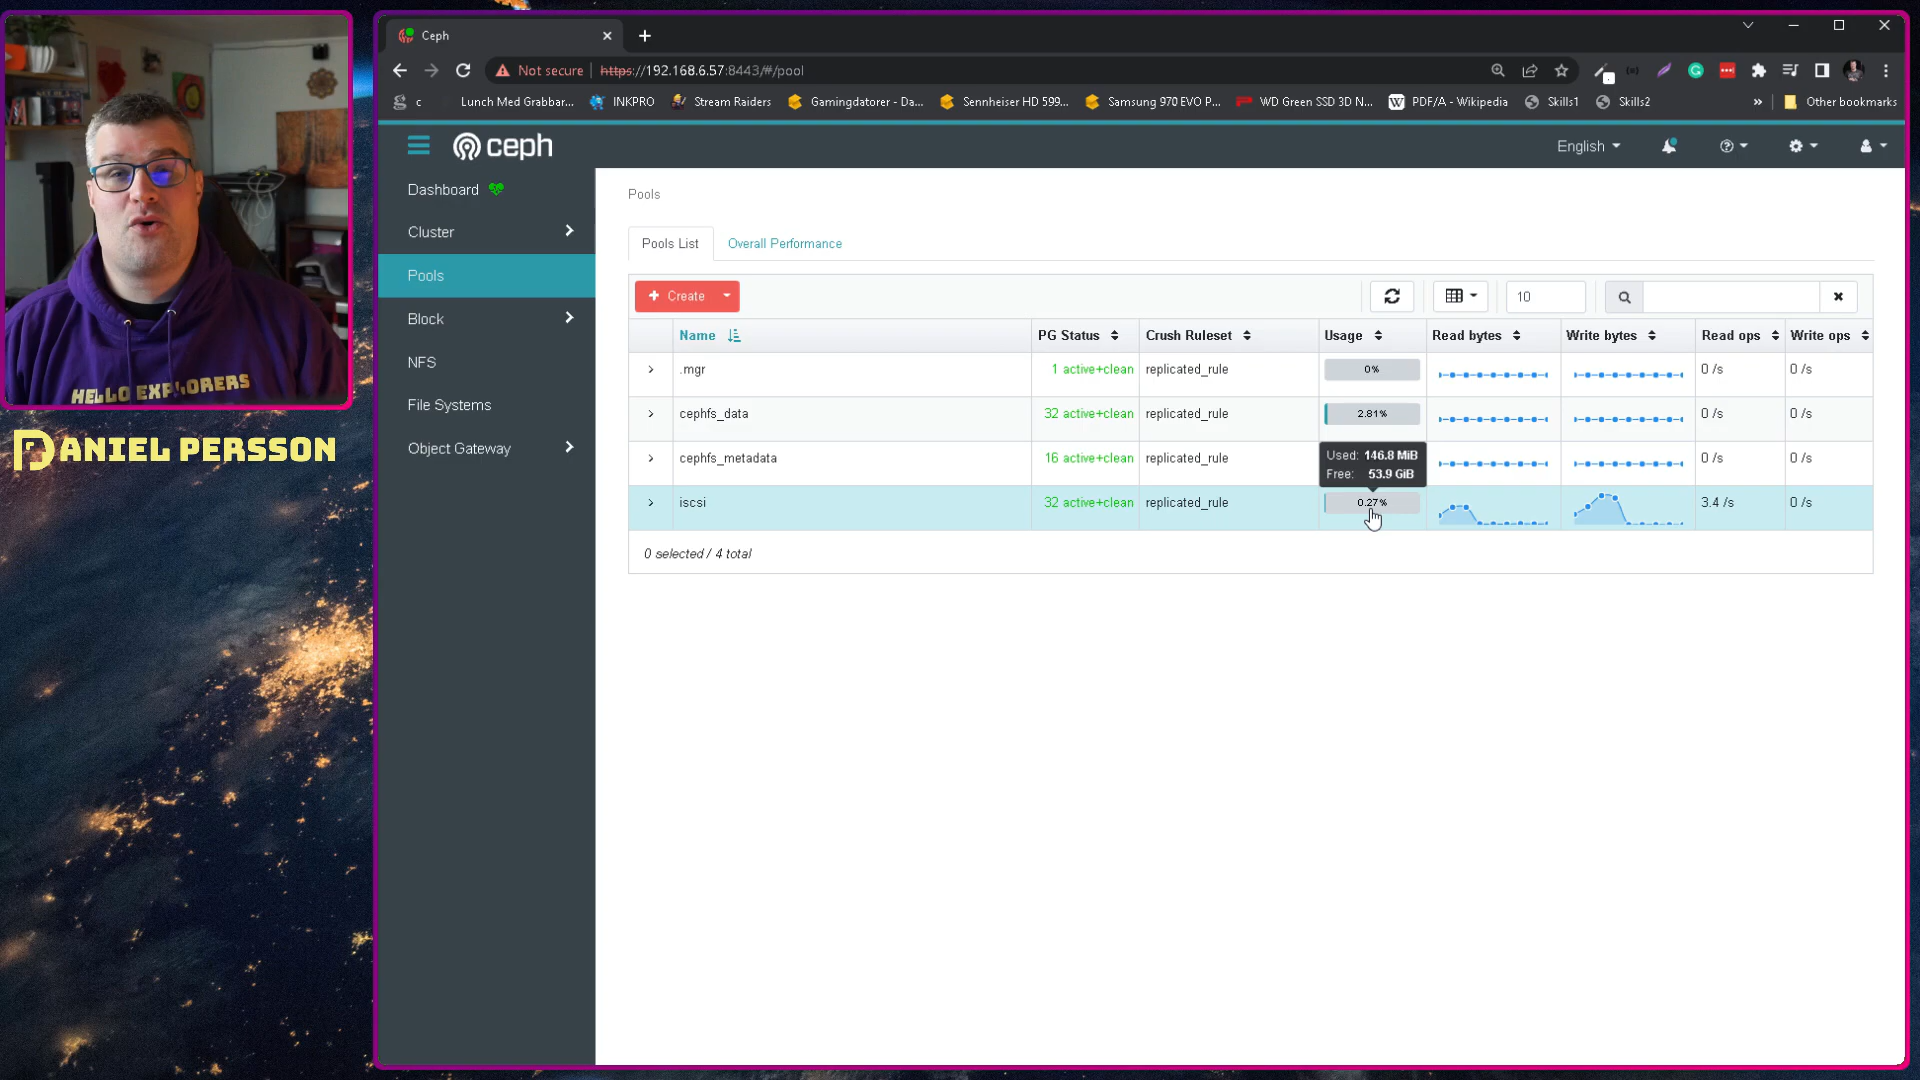 Ceph
Not secure https://192.168.6.57:8443/#/pool
c Lunch Med Grabbar... INKPRO Stream Raiders Gamingdatorer - Da... Sennheiser HD 599... Samsung 970 EVO P... WD Green SSD 3D N... PDF/A - Wikipedia Skills1 Skills2 » Other bookmarks
ceph English
Dashboard
Cluster
Pools
Block
NFS
File Systems
Object Gateway
Pools
Pools List Overall Performance
Create 10
Name PG Status Crush Ruleset Usage Read bytes Write bytes Read ops Write ops
.mgr 1 active+clean replicated_rule 0% 0 /s 0 /s
cephfs_data 32 active+clean replicated_rule 2.81% 0 /s 0 /s
cephfs_metadata 16 active+clean replicated_rule 0 /s 0 /s
Used: 146.8 MiB
Free: 53.9 GiB
iscsi 32 active+clean replicated_rule 0.27% 3.4 /s 0 /s
0 selected / 4 total
HELLO EXPLORERS
DANIEL PERSSON